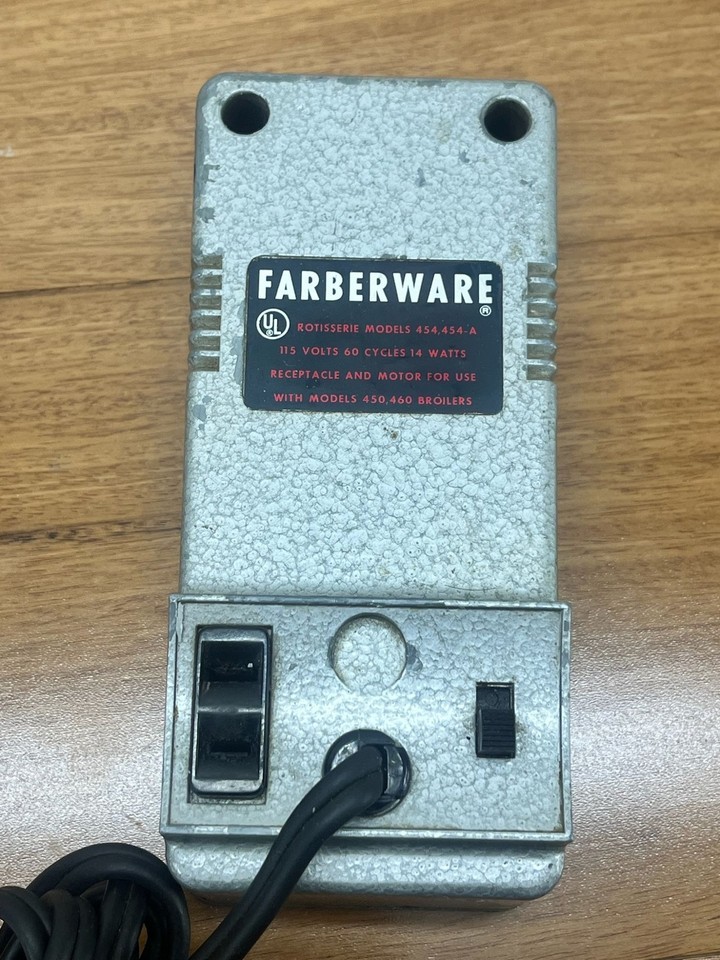 FARBERWARE
®
UL
ROTISSERIE MODELS 454,454-A
115 VOLTS 60 CYCLES 14 WATTS
RECEPTACLE AND MOTOR FOR USE
WITH MODELS 450,460 BROILERS